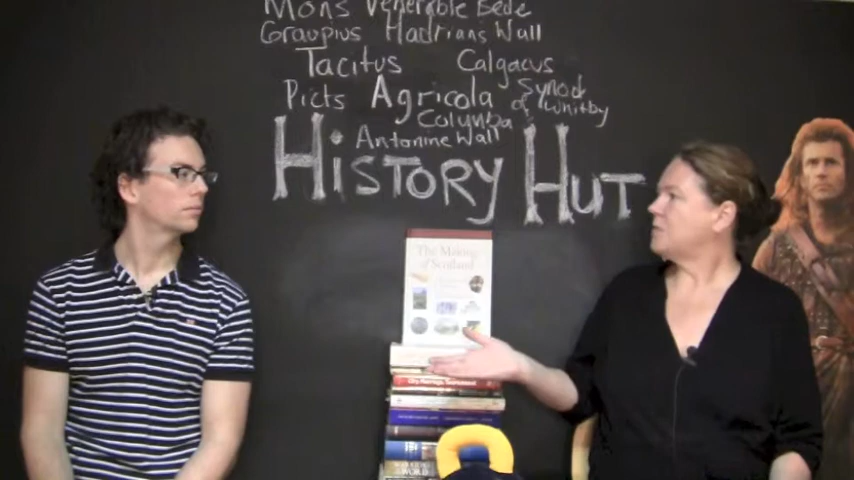 Mons Venerable Bede
Graupius Hadrians Wall
Tacitus Calgacus
Picts Agricola Synod
of Whitby
Columba
Antonine Wall
HisTORY HUT
The Making
of Scotland